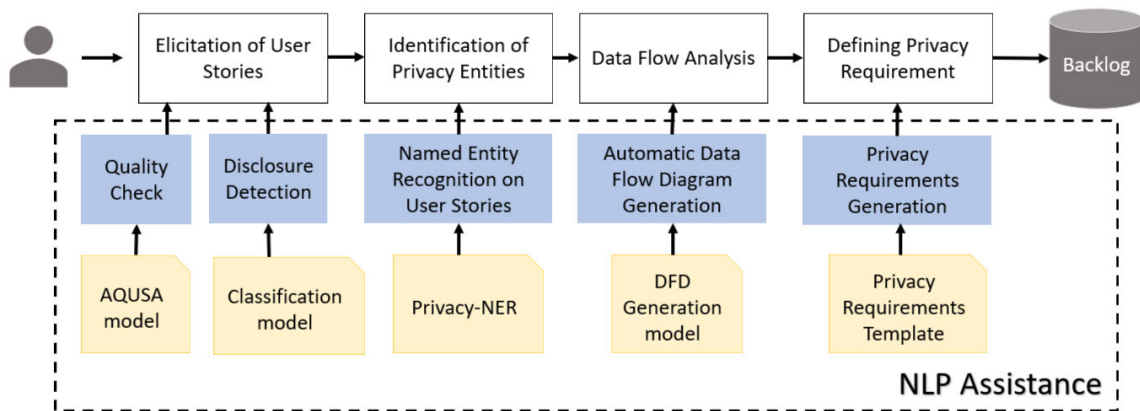 Elicitation of User
Stories
Identification of
Privacy Entities
Data Flow Analysis
Defining Privacy
Requirement
Backlog
Quality
Check
Disclosure
Detection
Named Entity
Recognition on
User Stories
Automatic Data
Flow Diagram
Generation
Privacy
Requirements
Generation
AQUSA
model
Classification
model
Privacy-NER
DFD
Generation
model
Privacy
Requirements
Template
NLP Assistance